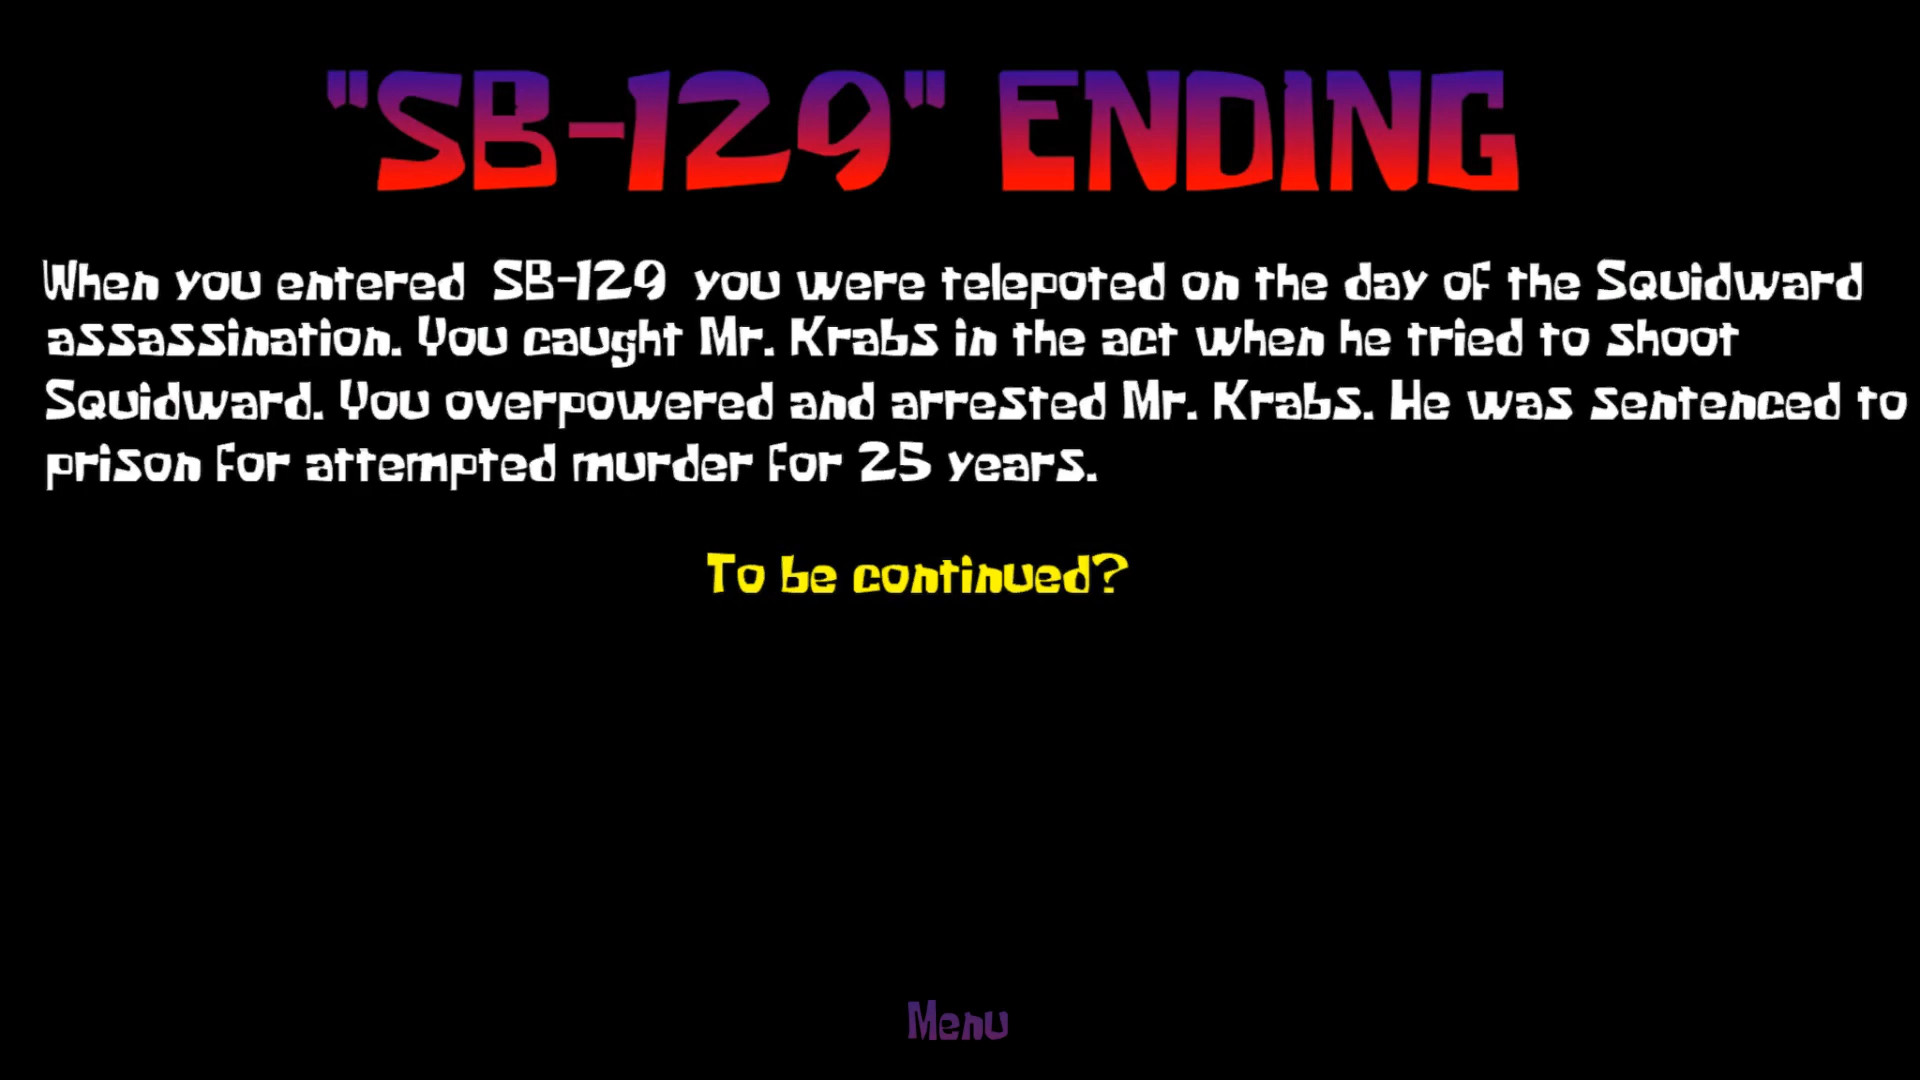 "SB-129" ENDING
When you entered SB-129 you were telepoted on the day of the Squidward
assassination. You caught Mr. Krabs in the act when he tried to shoot
Squidward. You overpowered and arrested Mr. Krabs. He was sentenced to
prison for attempted murder for 25 years.
To be continued?
Menu